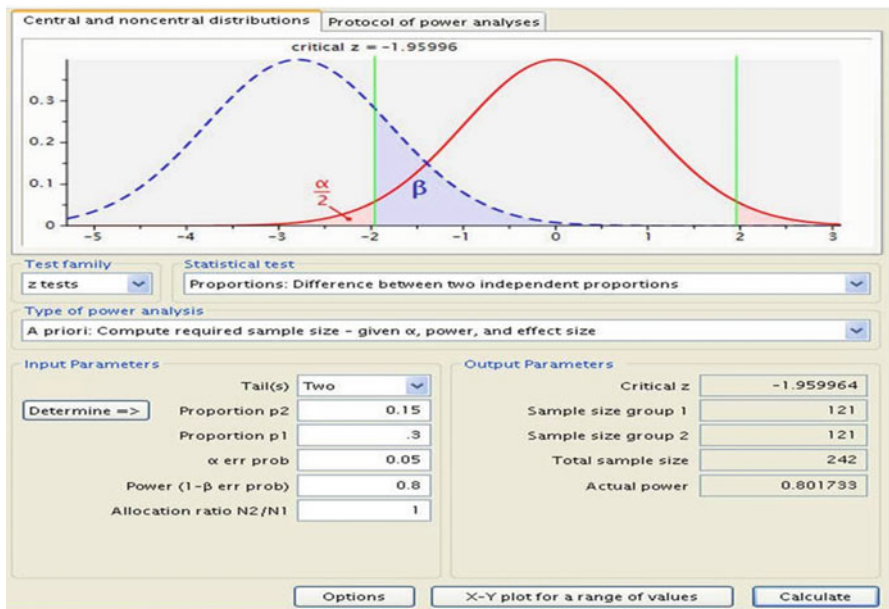 Central and noncentral distributions
Protocol of power analyses
critical z = -1.95996
0.3
0.2
0.1
0
α
2
β
-5 -4 -3 -2 -1 0 1 2 3
Test family
z tests
Statistical test
Proportions: Difference between two independent proportions
Type of power analysis
A priori: Compute required sample size - given α, power, and effect size
Input Parameters
Tail(s) Two
Determine =>
Proportion p2 0.15
Proportion p1 .3
α err prob 0.05
Power (1-β err prob) 0.8
Allocation ratio N2/N1 1
Output Parameters
Critical z -1.959964
Sample size group 1 121
Sample size group 2 121
Total sample size 242
Actual power 0.801733
Options
X-Y plot for a range of values
Calculate